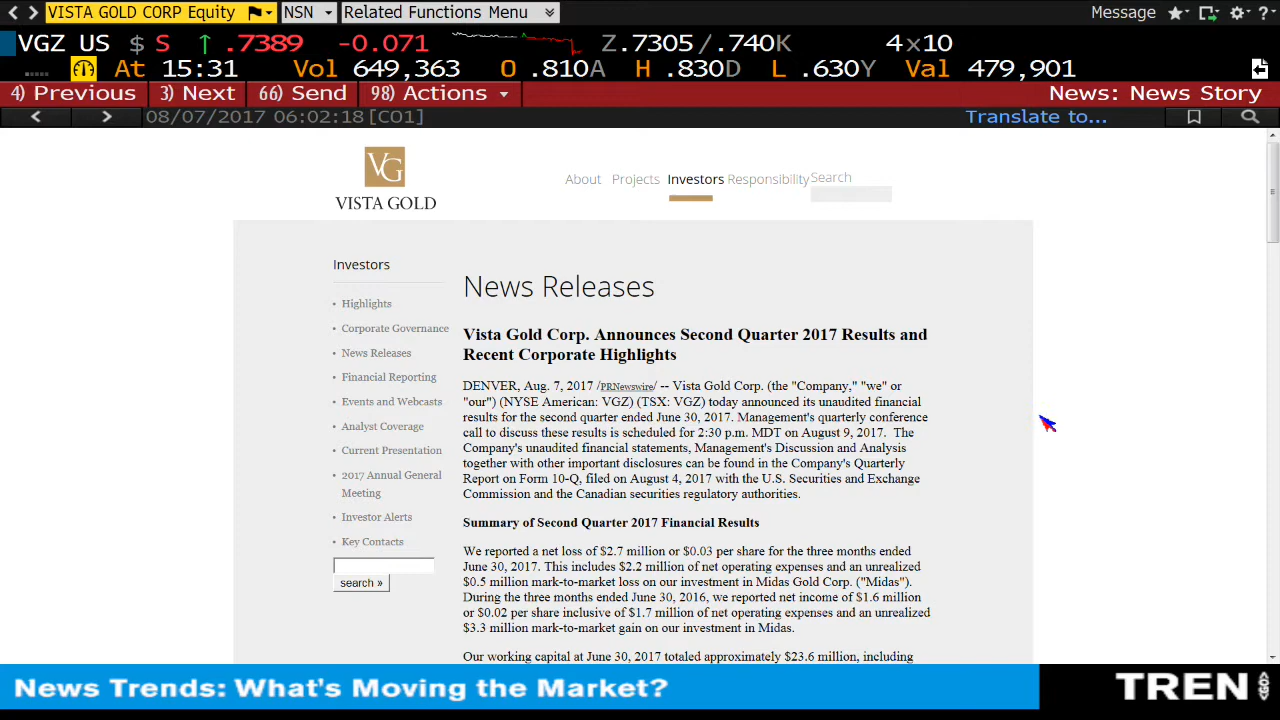 VISTA GOLD CORP Equity NSN Related Functions Menu Message
VGZ US $ S ↑ .7389 -0.071 Z.7305/.740K 4x10
At 15:31 Vol 649,363 O .810A H .830D L .630Y Val 479,901
4) Previous 3) Next 66) Send 98) Actions News: News Story
08/07/2017 06:02:18 [CO1] Translate to...
VG
VISTA GOLD
About Projects Investors Responsibility Search
Investors
Highlights
Corporate Governance
News Releases
Financial Reporting
Events and Webcasts
Analyst Coverage
Current Presentation
2017 Annual General
Meeting
Investor Alerts
Key Contacts
search »
News Releases
Vista Gold Corp. Announces Second Quarter 2017 Results and
Recent Corporate Highlights
DENVER, Aug. 7, 2017 /PRNewswire/ -- Vista Gold Corp. (the "Company," "we" or
"our") (NYSE American: VGZ) (TSX: VGZ) today announced its unaudited financial
results for the second quarter ended June 30, 2017. Management's quarterly conference
call to discuss these results is scheduled for 2:30 p.m. MDT on August 9, 2017. The
Company's unaudited financial statements, Management's Discussion and Analysis
together with other important disclosures can be found in the Company's Quarterly
Report on Form 10-Q, filed on August 4, 2017 with the U.S. Securities and Exchange
Commission and the Canadian securities regulatory authorities.
Summary of Second Quarter 2017 Financial Results
We reported a net loss of $2.7 million or $0.03 per share for the three months ended
June 30, 2017. This includes $2.2 million of net operating expenses and an unrealized
$0.5 million mark-to-market loss on our investment in Midas Gold Corp. ("Midas").
During the three months ended June 30, 2016, we reported net income of $1.6 million
or $0.02 per share inclusive of $1.7 million of net operating expenses and an unrealized
$3.3 million mark-to-market gain on our investment in Midas.
Our working capital at June 30, 2017 totaled approximately $23.6 million, including
News Trends: What's Moving the Market?
TREN
GO